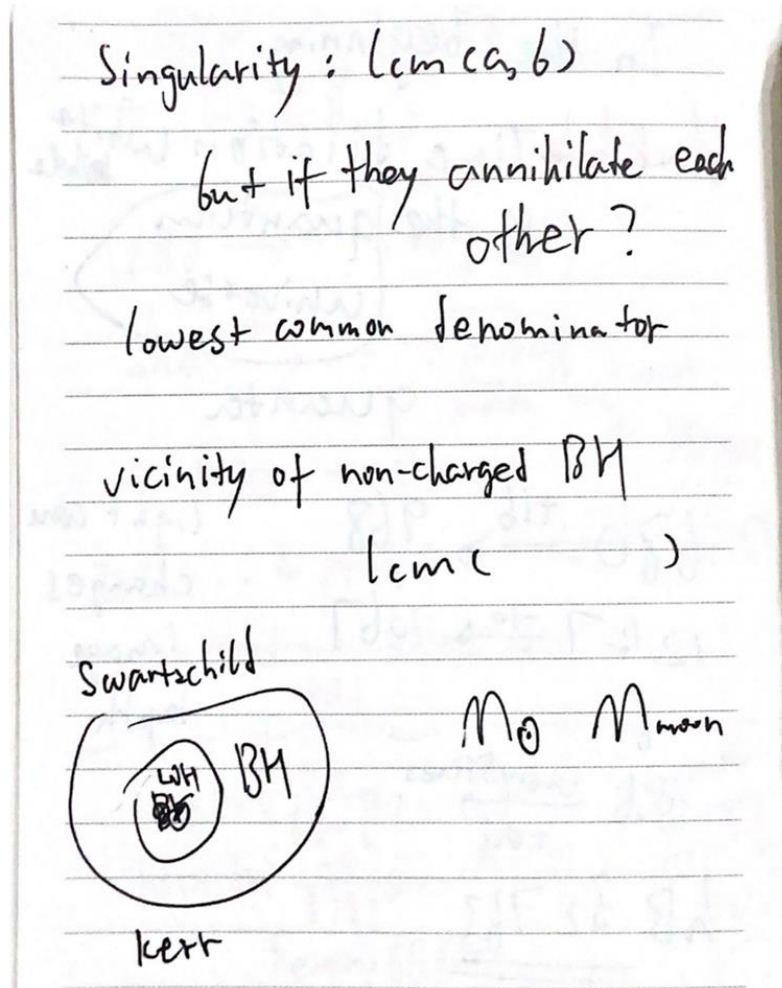 Singularity: lcm(a, b)
but if they annihilate each
other?
lowest common denominator
vicinity of non-charged BH
lcm( )
Swartschild
M☉ Mmoon
WH BH
kerr